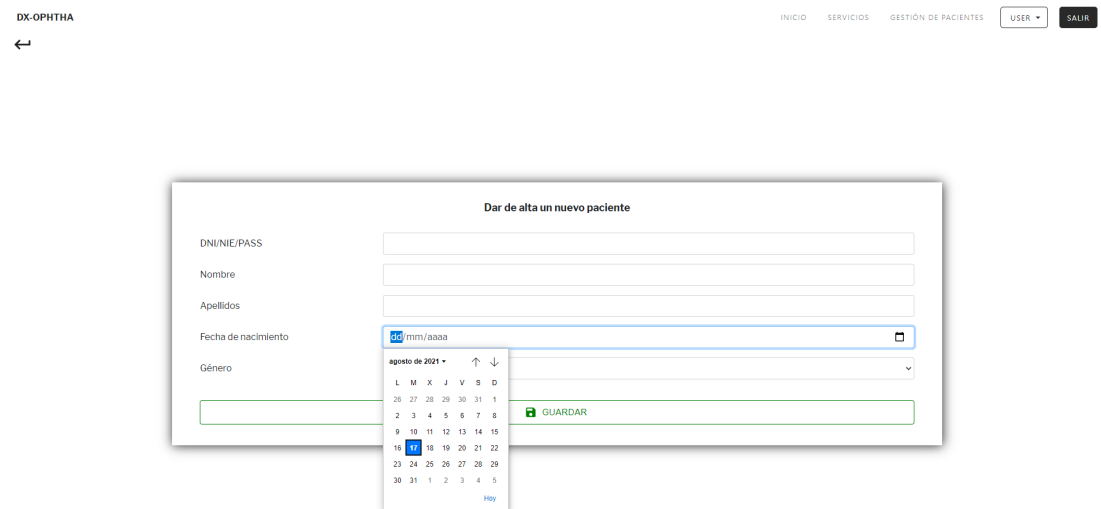 DX-OPHTHA INICIO SERVICIOS GESTIÓN DE PACIENTES USER SALIR
Dar de alta un nuevo paciente
DNI/NIE/PASS
Nombre
Apellidos
Fecha de nacimiento dd/mm/aaaa
agosto de 2021
Género
L M X J V S D
26 27 28 29 30 31 1
2 3 4 5 6 7 8
GUARDAR
9 10 11 12 13 14 15
16 17 18 19 20 21 22
23 24 25 26 27 28 29
30 31 1 2 3 4 5
Hoy